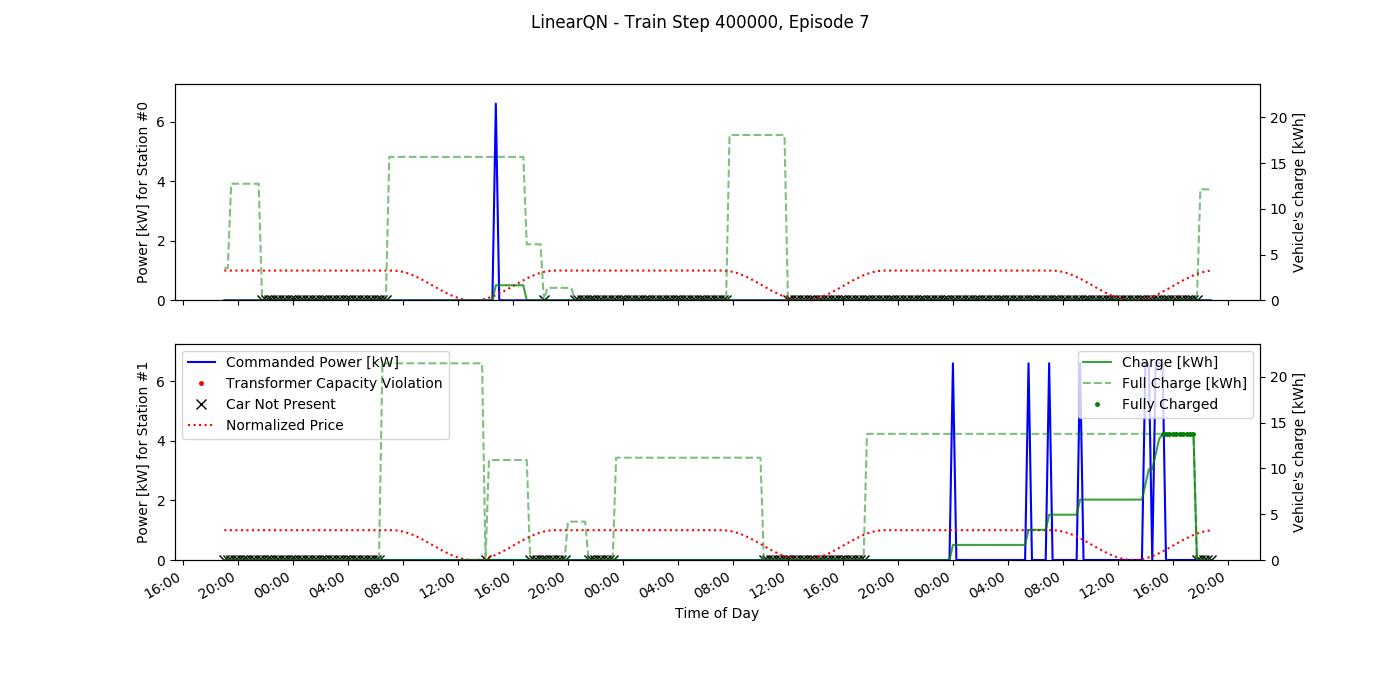 LinearQN - Train Step 400000, Episode 7
Power [kW] for Station #0
6
4
2
0
20
15
10
5
0
Vehicle's charge [kWh]
Power [kW] for Station #1
6
4
2
0
Commanded Power [kW]
Transformer Capacity Violation
Car Not Present
Normalized Price
Charge [kWh]
Full Charge [kWh]
Fully Charged
20
15
10
5
0
Vehicle's charge [kWh]
16:00 20:00 00:00 04:00 08:00 12:00 16:00 20:00 00:00 04:00 08:00 12:00 16:00 20:00 00:00 04:00 08:00 12:00 16:00 20:00
Time of Day